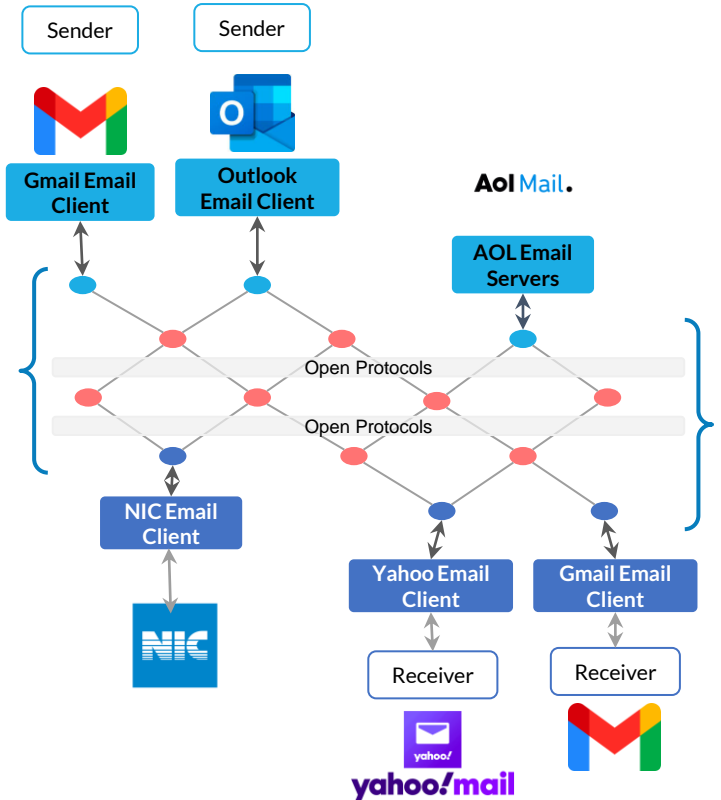 Sender
Sender
O
Gmail Email
Client
Outlook
Email Client
Aol Mail.
AOL Email
Servers
Open Protocols
Open Protocols
NIC Email
Client
NIC
Yahoo Email
Client
Gmail Email
Client
Receiver
Receiver
yahoo!
yahoo!mail